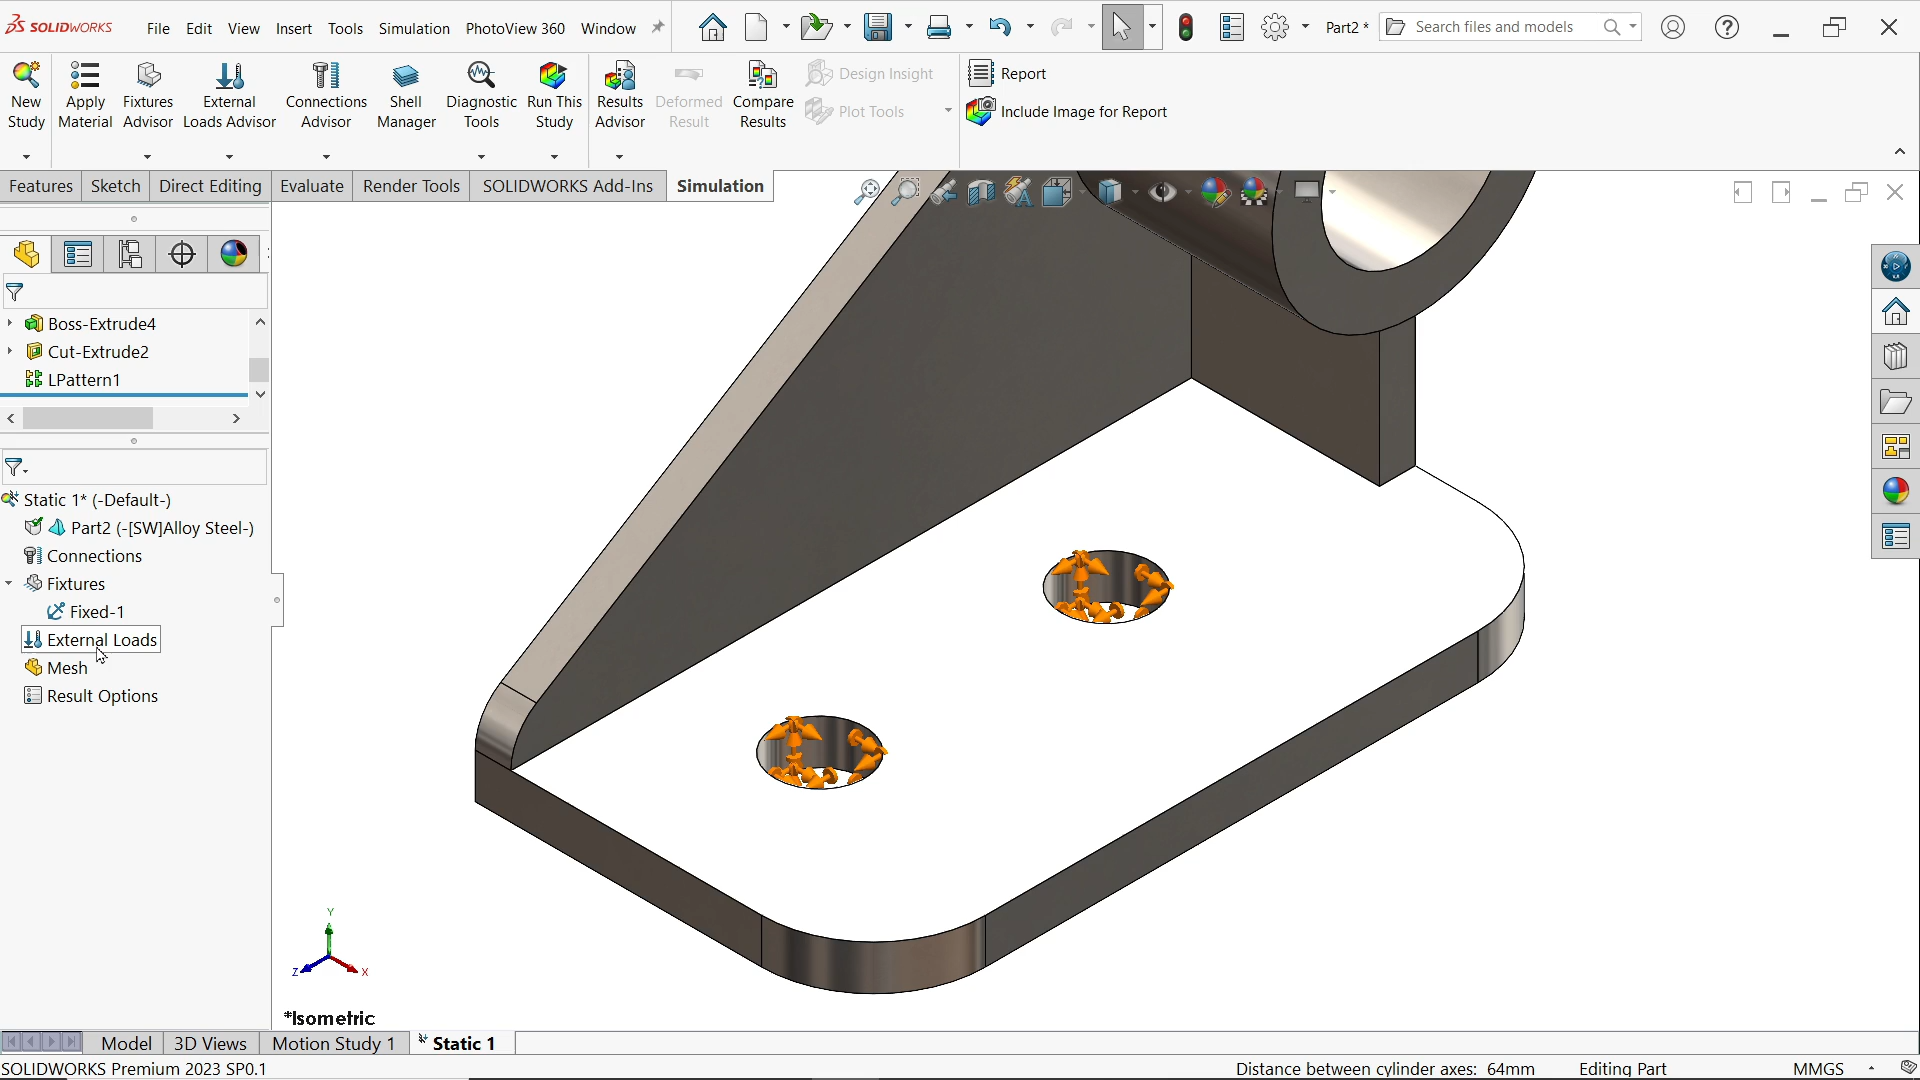 SOLIDWORKS File Edit View Insert Tools Simulation PhotoView 360 Window Part2 * Search files and models
New Study
Apply Material
Fixtures Advisor
External Loads Advisor
Connections Advisor
Shell Manager
Diagnostic Tools
Run This Study
Results Advisor
Deformed Result
Compare Results
Design Insight
Plot Tools
Report
Include Image for Report
Features Sketch Direct Editing Evaluate Render Tools SOLIDWORKS Add-Ins Simulation
Boss-Extrude4
Cut-Extrude2
LPattern1
Static 1* (-Default-)
Part2 (-[SW]Alloy Steel-)
Connections
Fixtures
Fixed-1
External Loads
Mesh
Result Options
Y
Z X
*Isometric
Model 3D Views Motion Study 1 Static 1
SOLIDWORKS Premium 2023 SP0.1 Distance between cylinder axes: 64mm Editing Part MMGS